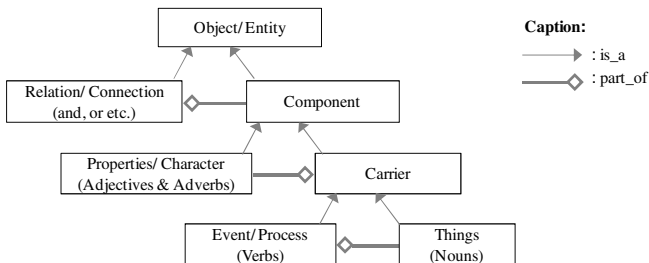 Object/ Entity
Caption:
: is_a
: part_of
Relation/ Connection
(and, or etc.)
Component
Properties/ Character
(Adjectives & Adverbs)
Carrier
Event/ Process
(Verbs)
Things
(Nouns)